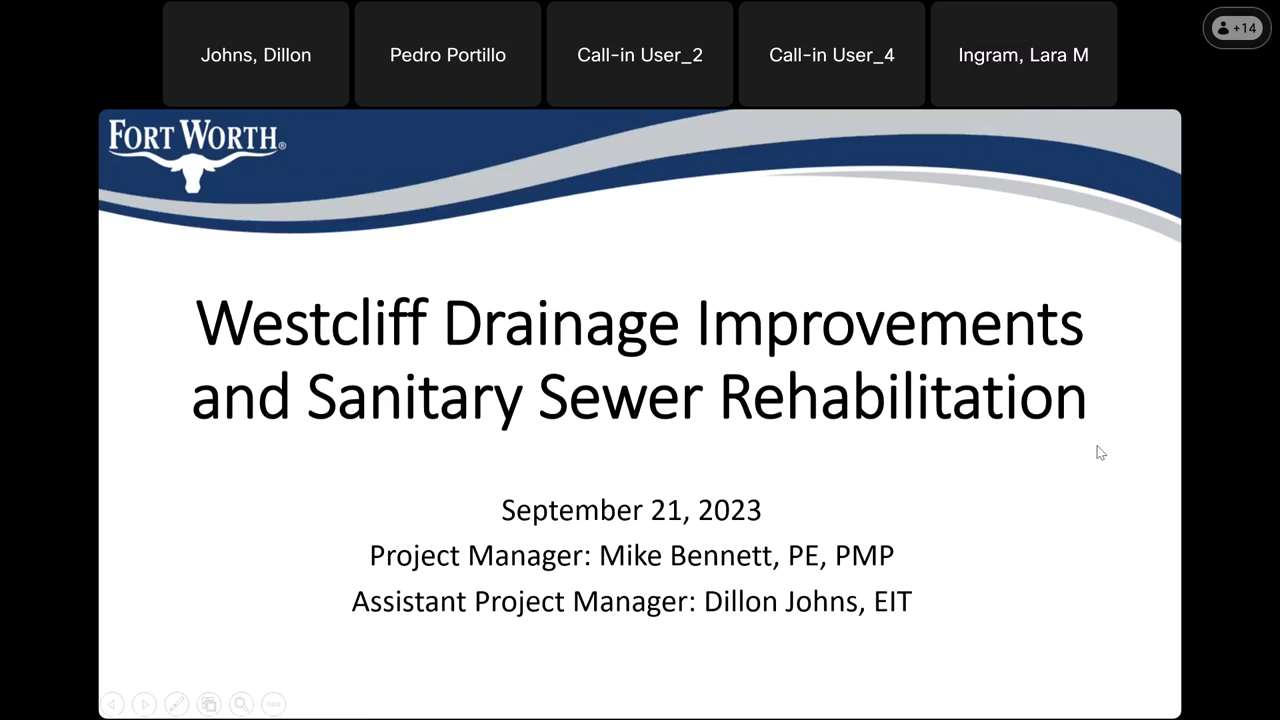 Johns, Dillon
Pedro Portillo
Call-in User_2
Call-in User_4
Ingram, Lara M
+14
FORT WORTH®
Westcliff Drainage Improvements
and Sanitary Sewer Rehabilitation
September 21, 2023
Project Manager: Mike Bennett, PE, PMP
Assistant Project Manager: Dillon Johns, EIT